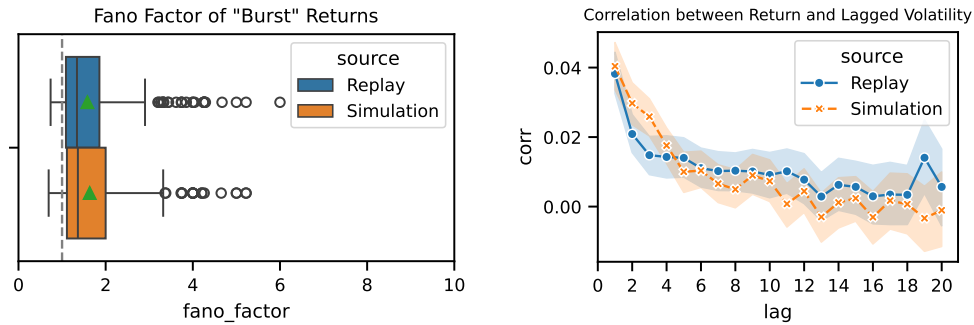 Fano Factor of "Burst" Returns
source
Replay
Simulation
0
2
4
6
8
10
fano_factor
Correlation between Return and Lagged Volatility
source
Replay
Simulation
corr
0.04
0.02
0.00
0
2
4
6
8
10
12
14
16
18
20
lag